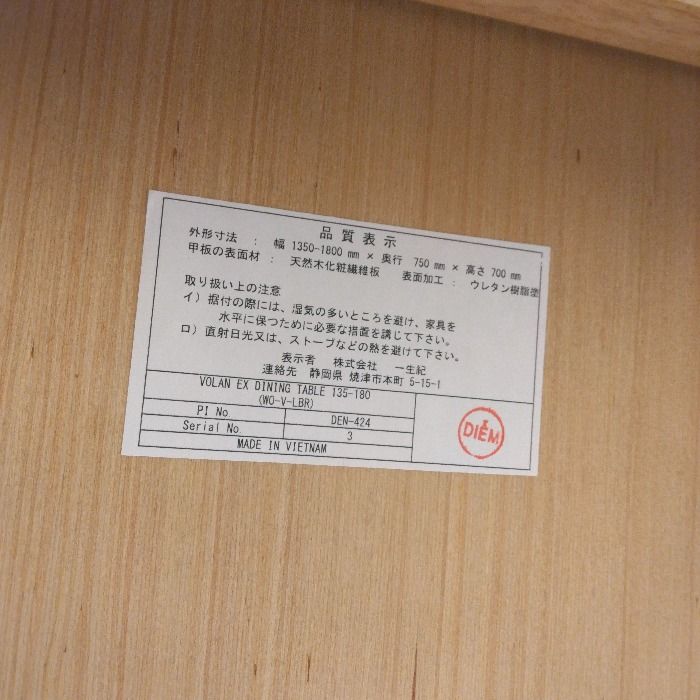 品質表示
外形寸法 : 幅 1350-1800 mm × 奥行 750 mm × 高さ 700 mm
甲板の表面材 : 天然木化粧繊維板 表面加工 : ウレタン樹脂塗
取り扱い上の注意
イ) 据付の際には、湿気の多いところを避け、家具を
水平に保つために必要な措置を講じて下さい。
ロ) 直射日光又は、ストーブなどの熱を避けて下さい。
表示者 株式会社 一生紀
連絡先 静岡県 焼津市本町 5-15-1
VOLAN EX DINING TABLE 135-180
(WO-V-LBR)
PI No. DEN-424
Serial No. 3
MADE IN VIETNAM
DIEM